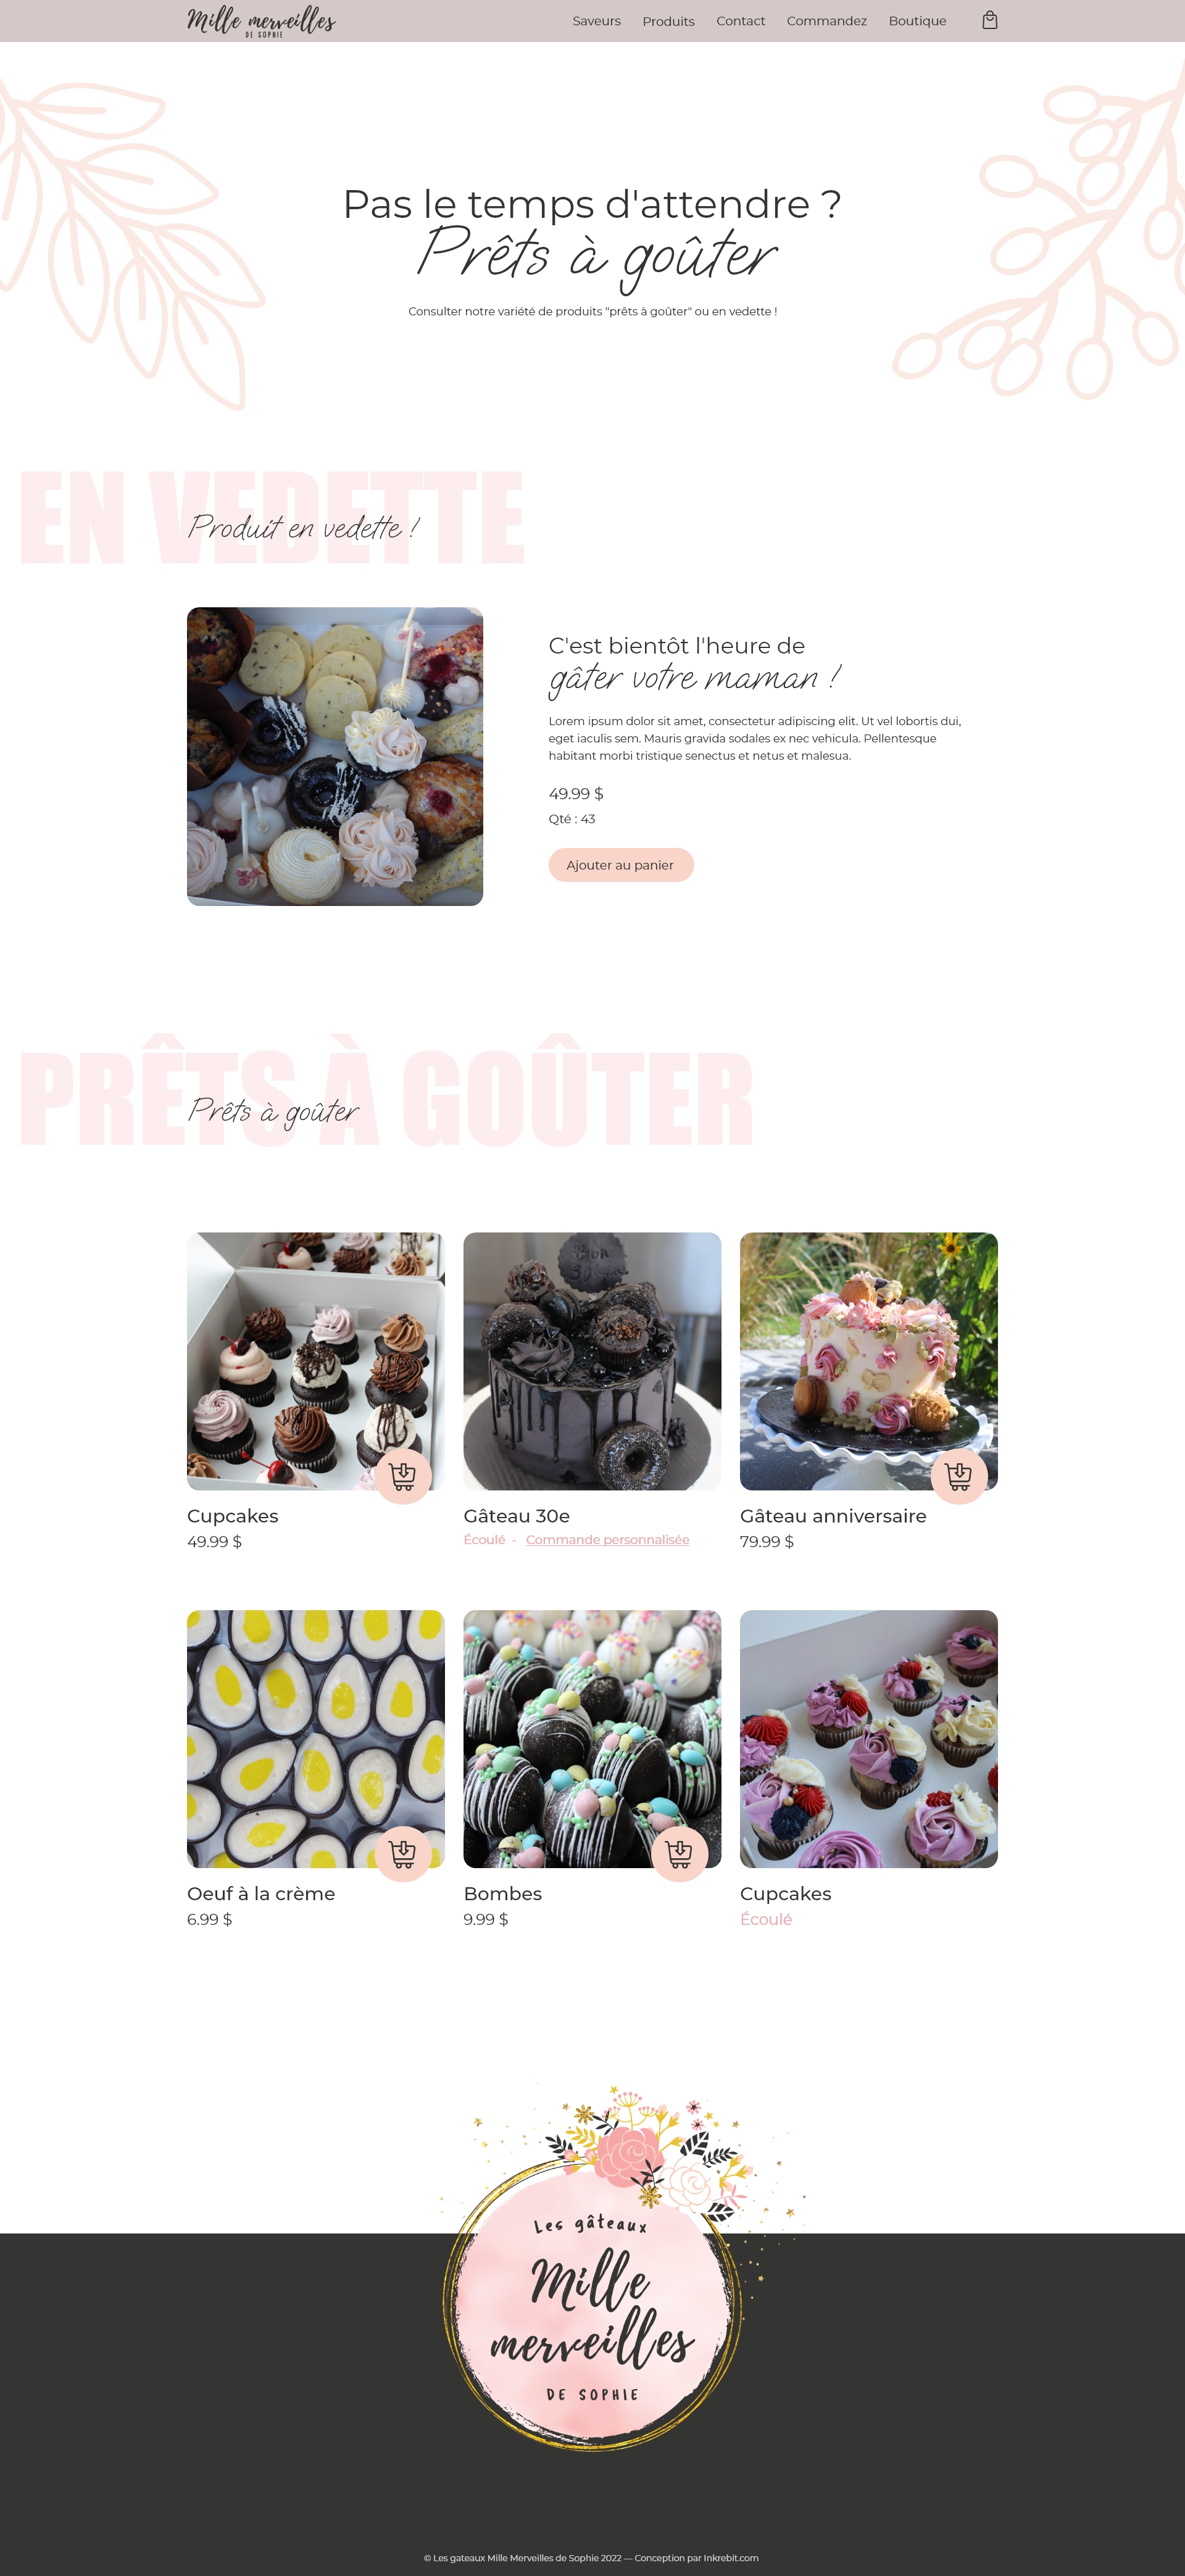 Mille merveilles
DE SOPHIE
Saveurs Produits Contact Commandez Boutique
Pas le temps d'attendre ?
Prêts à goûter
Consulter notre variété de produits "prêts à goûter" ou en vedette !
EN VEDETTE
Produit en vedette !
C'est bientôt l'heure de
gâter votre maman !
Lorem ipsum dolor sit amet, consectetur adipiscing elit. Ut vel lobortis dui,
eget iaculis sem. Mauris gravida sodales ex nec vehicula. Pellentesque
habitant morbi tristique senectus et netus et malesua.
49.99 $
Qté : 43
Ajouter au panier
PRÊTS À GOÛTER
Prêts à goûter
Cupcakes
49.99 $
Gâteau 30e
Écoulé - Commande personnalisée
Gâteau anniversaire
79.99 $
Oeuf à la crème
6.99 $
Bombes
9.99 $
Cupcakes
Écoulé
Les gâteaux
Mille
merveilles
DE SOPHIE
© Les gateaux Mille Merveilles de Sophie 2022 — Conception par Inkrebit.com